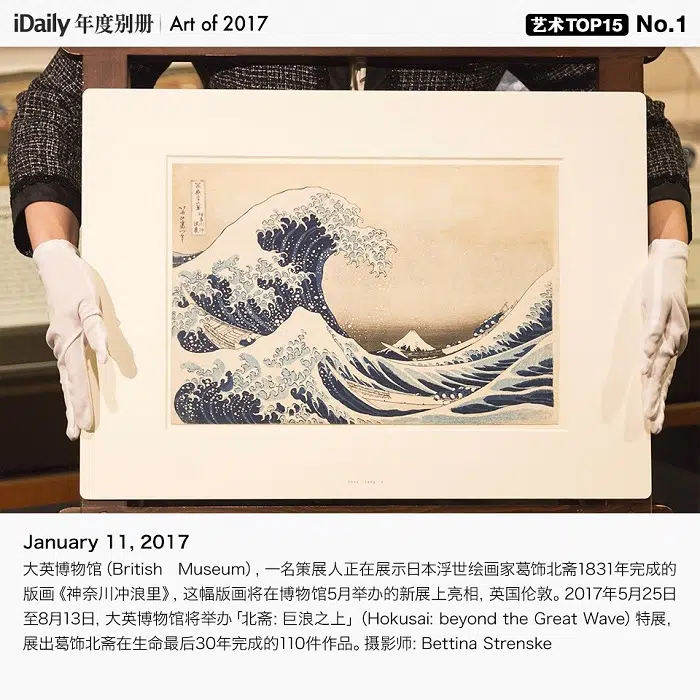 iDaily 年度别册 | Art of 2017
艺术TOP15 No.1
January 11, 2017
大英博物馆（British Museum），一名策展人正在展示日本浮世绘画家葛饰北斋1831年完成的
版画《神奈川冲浪里》，这幅版画将在博物馆5月举办的新展上亮相，英国伦敦。2017年5月25日
至8月13日，大英博物馆将举办「北斋：巨浪之上」（Hokusai: beyond the Great Wave）特展，
展出葛饰北斋在生命最后30年完成的110件作品。摄影师：Bettina Strenske